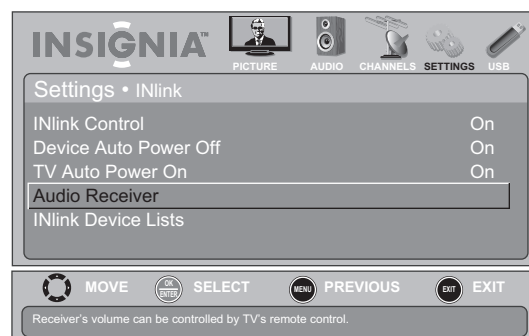 INSIGNIA™
PICTURE AUDIO CHANNELS SETTINGS USB
Settings • INlink
INlink Control On
Device Auto Power Off On
TV Auto Power On On
Audio Receiver
INlink Device Lists
MOVE OK ENTER SELECT MENU PREVIOUS EXIT EXIT
Receiver's volume can be controlled by TV's remote control.